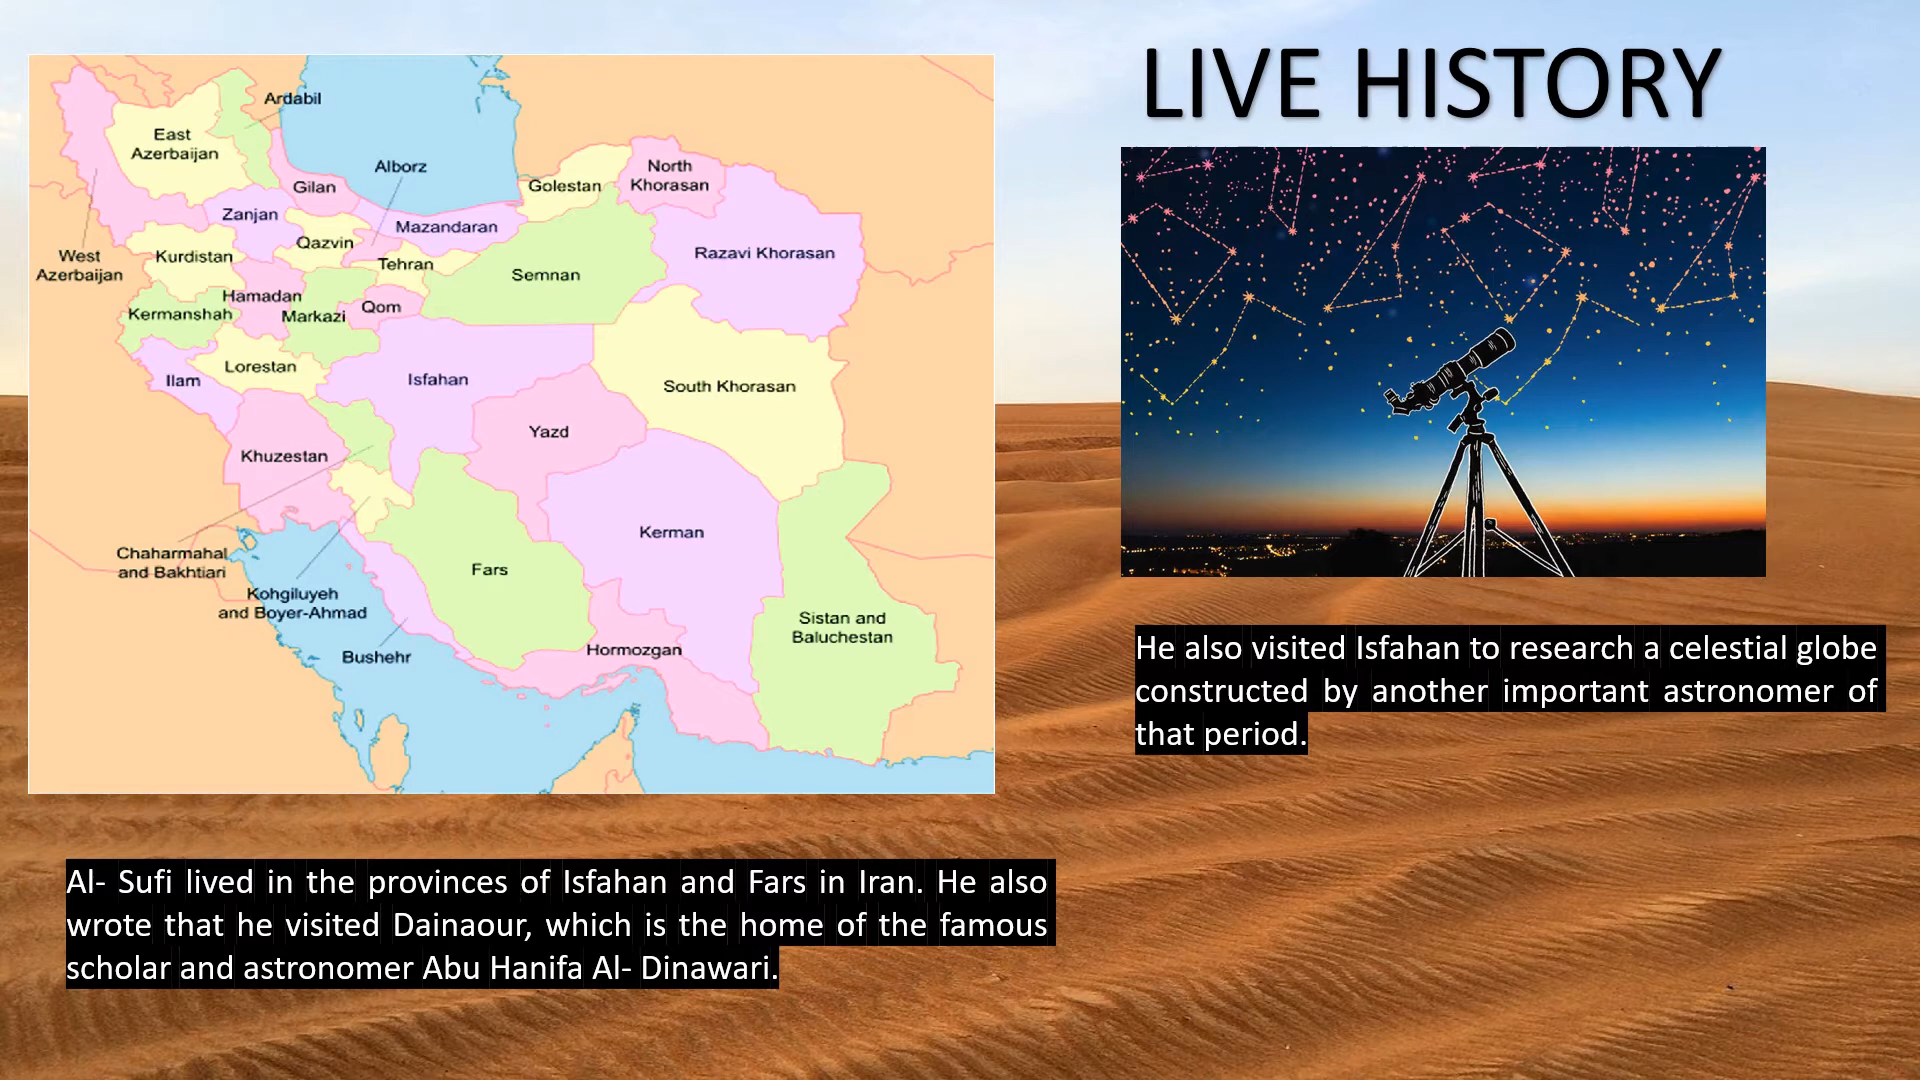 LIVE HISTORY
Ardabil
East
Azerbaijan
Alborz
North
Khorasan
Gilan
Golestan
Zanjan
Mazandaran
Qazvin
West
Azerbaijan
Kurdistan
Tehran
Semnan
Razavi Khorasan
Hamadan
Kermanshah
Markazi
Qom
Lorestan
Ilam
Isfahan
South Khorasan
Yazd
Khuzestan
Kerman
Chaharmahal
and Bakhtiari
Fars
Kohgiluyeh
and Boyer-Ahmad
Sistan and
Baluchestan
Bushehr
Hormozgan
He also visited Isfahan to research a celestial globe
constructed by another important astronomer of
that period.
Al- Sufi lived in the provinces of Isfahan and Fars in Iran. He also
wrote that he visited Dainaour, which is the home of the famous
scholar and astronomer Abu Hanifa Al- Dinawari.